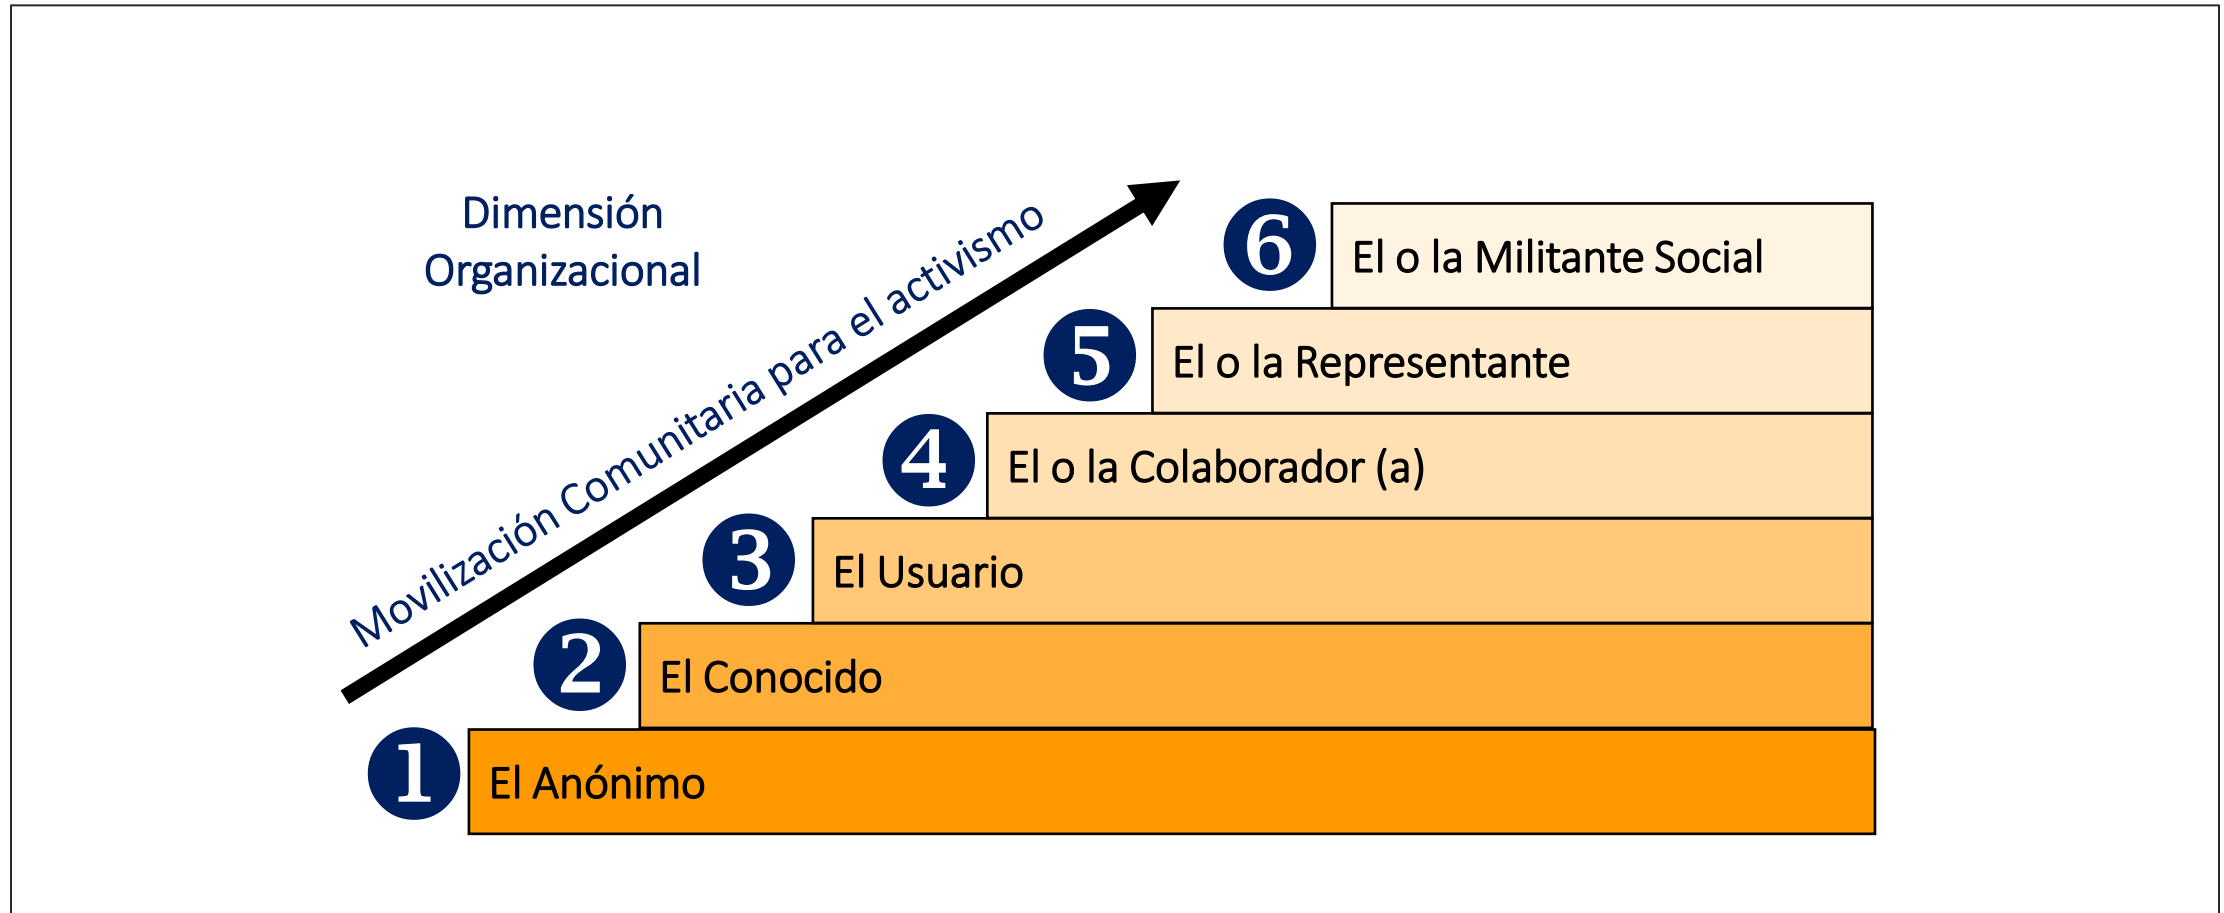 Dimensión
Organizacional
Movilización Comunitaria para el activismo
6 El o la Militante Social
5 El o la Representante
4 El o la Colaborador (a)
3 El Usuario
2 El Conocido
1 El Anónimo